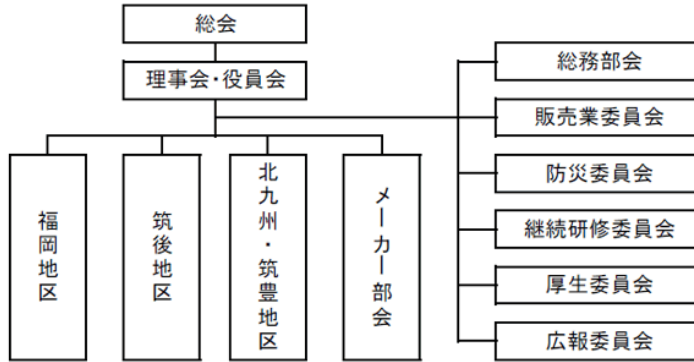 総会
理事会・役員会
総務部会
販売業委員会
防災委員会
継続研修委員会
厚生委員会
広報委員会
福岡地区
筑後地区
北九州・筑豊地区
メーカー部会